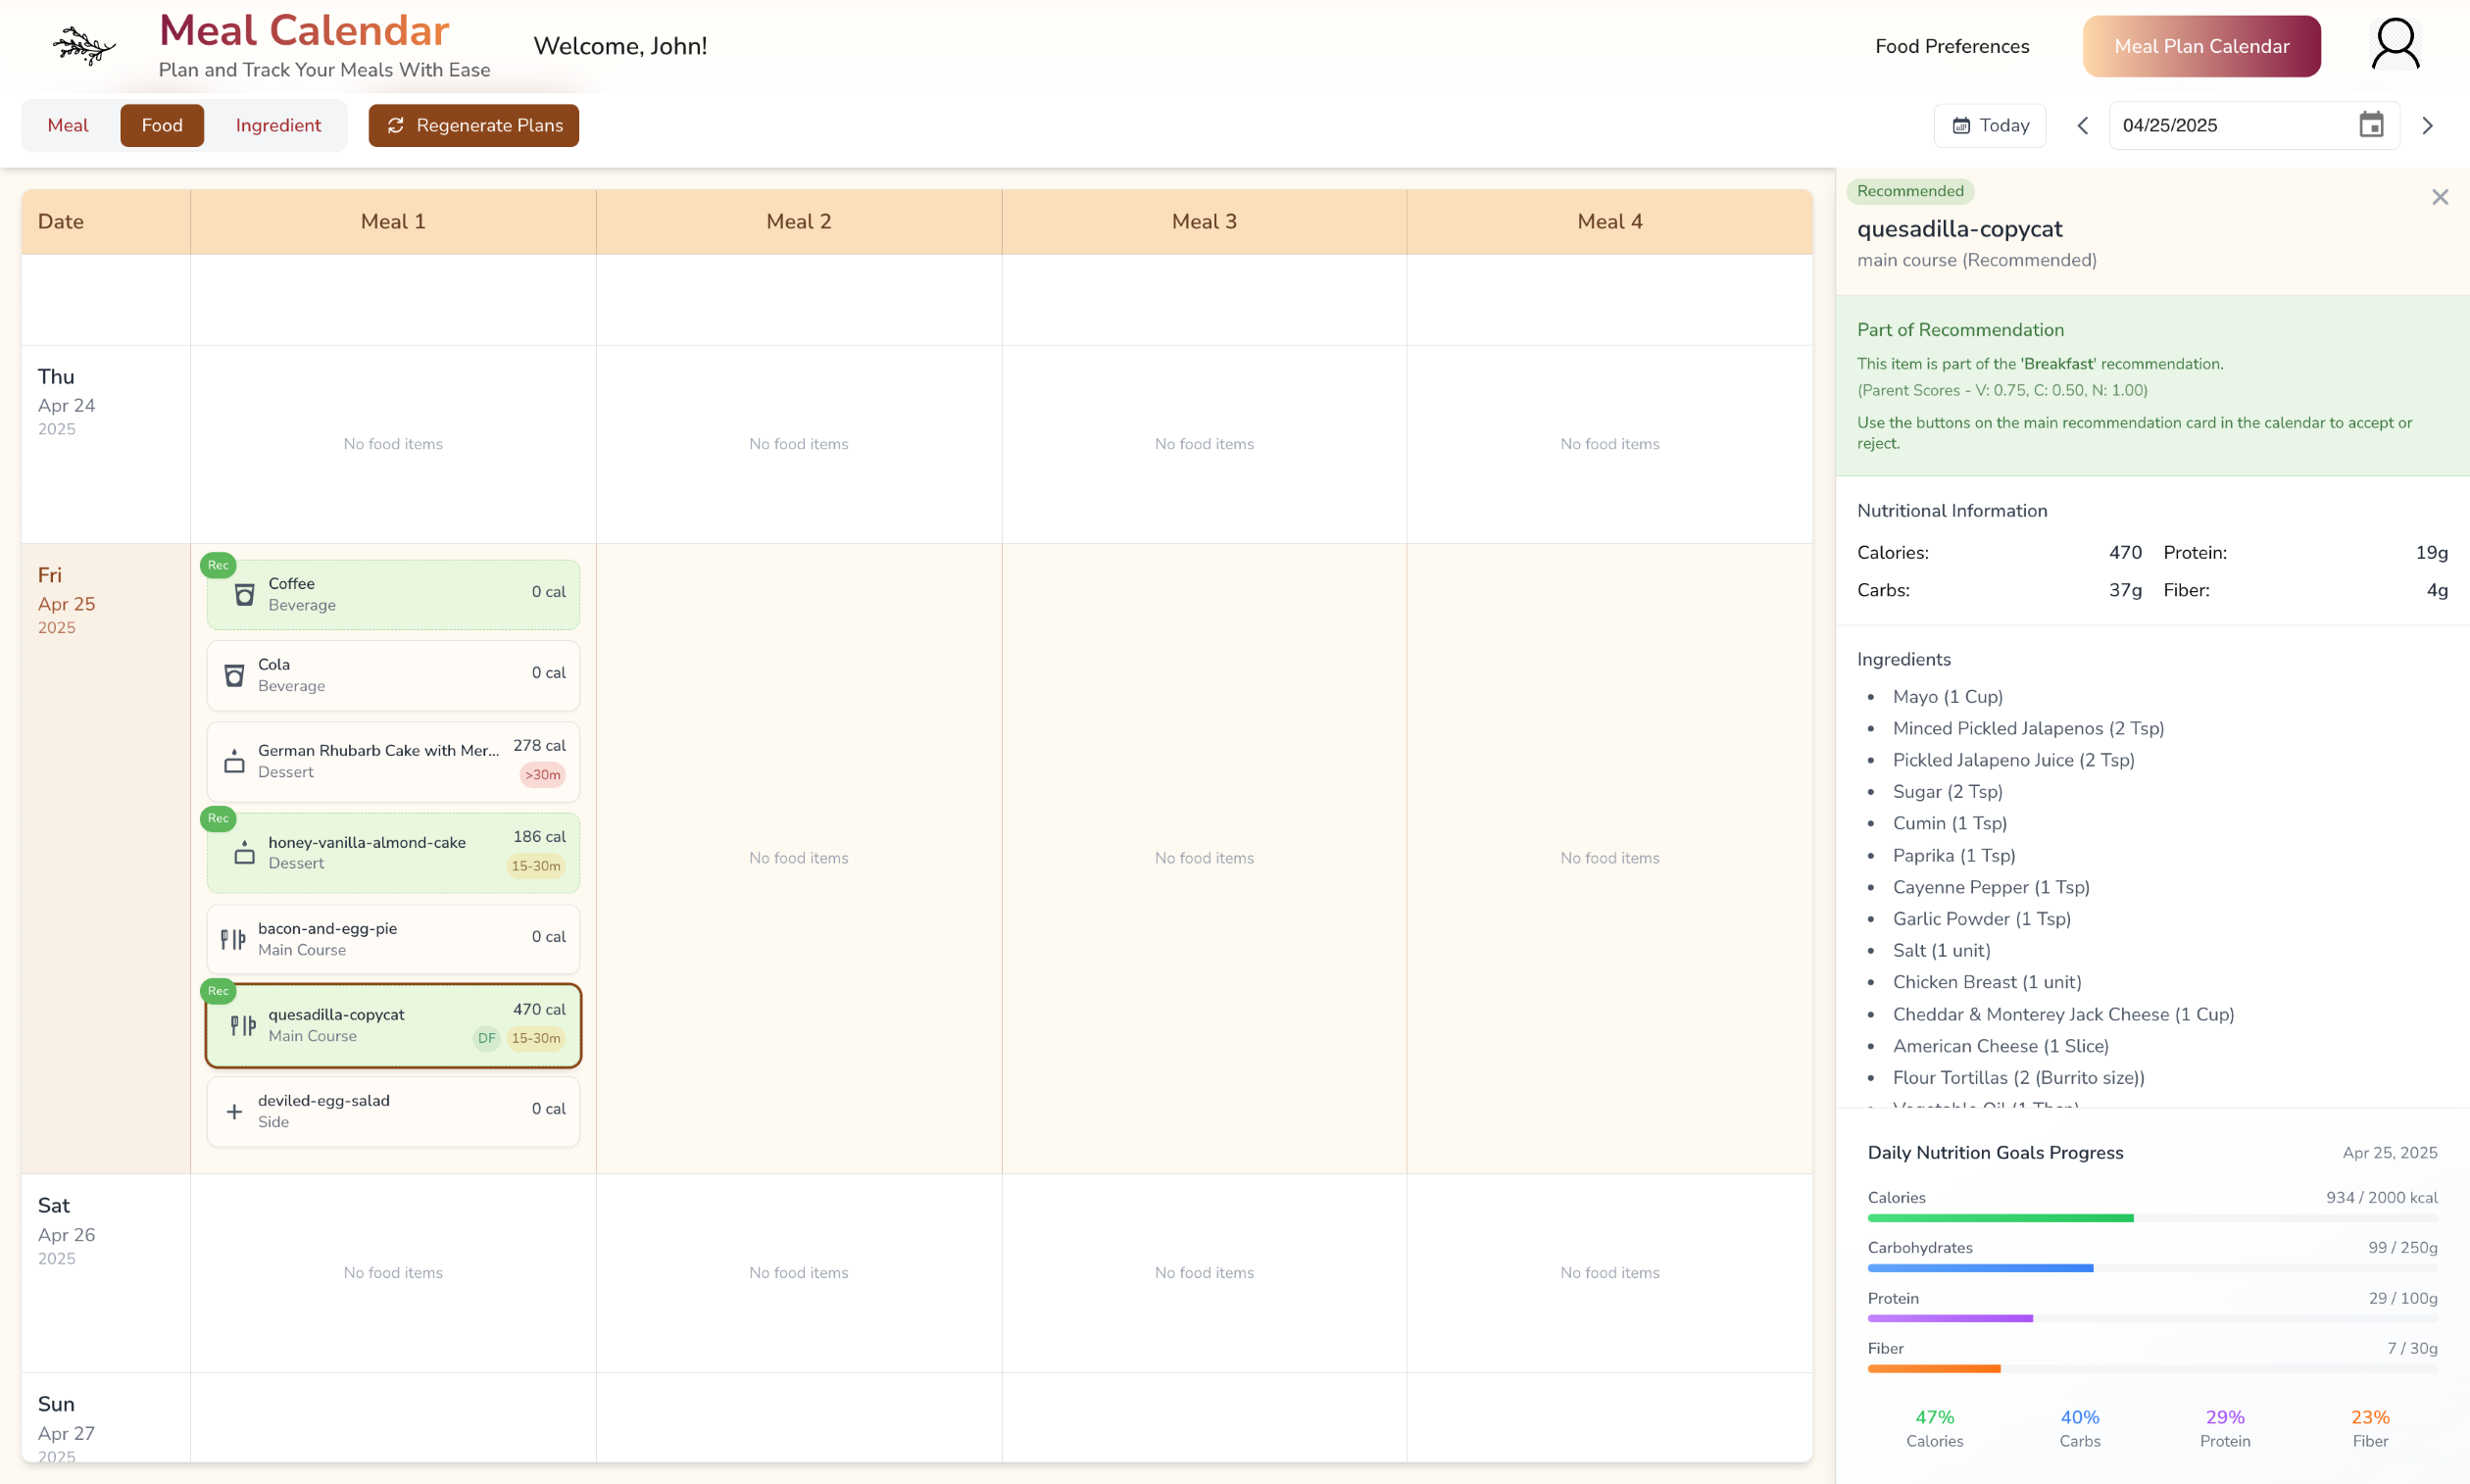 Meal Calendar
Plan and Track Your Meals With Ease
Welcome, John!
Food Preferences
Meal Plan Calendar
Meal
Food
Ingredient
Regenerate Plans
Today
04/25/2025
Date
Meal 1
Meal 2
Meal 3
Meal 4
Thu
Apr 24
2025
No food items
No food items
No food items
No food items
Fri
Apr 25
2025
Rec
Coffee
Beverage
0 cal
Cola
Beverage
0 cal
German Rhubarb Cake with Mer...
Dessert
278 cal
>30m
Rec
honey-vanilla-almond-cake
Dessert
186 cal
15-30m
bacon-and-egg-pie
Main Course
0 cal
Rec
quesadilla-copycat
Main Course
470 cal
DF
15-30m
deviled-egg-salad
Side
0 cal
No food items
No food items
No food items
Sat
Apr 26
2025
No food items
No food items
No food items
No food items
Sun
Apr 27
2025
Recommended
quesadilla-copycat
main course (Recommended)
Part of Recommendation
This item is part of the 'Breakfast' recommendation.
(Parent Scores - V: 0.75, C: 0.50, N: 1.00)
Use the buttons on the main recommendation card in the calendar to accept or
reject.
Nutritional Information
Calories: 470 Protein: 19g
Carbs: 37g Fiber: 4g
Ingredients
• Mayo (1 Cup)
• Minced Pickled Jalapenos (2 Tsp)
• Pickled Jalapeno Juice (2 Tsp)
• Sugar (2 Tsp)
• Cumin (1 Tsp)
• Paprika (1 Tsp)
• Cayenne Pepper (1 Tsp)
• Garlic Powder (1 Tsp)
• Salt (1 unit)
• Chicken Breast (1 unit)
• Cheddar & Monterey Jack Cheese (1 Cup)
• American Cheese (1 Slice)
• Flour Tortillas (2 (Burrito size))
• Vegetable Oil (1 Tbsp)
Daily Nutrition Goals Progress
Apr 25, 2025
Calories
934 / 2000 kcal
Carbohydrates
99 / 250g
Protein
29 / 100g
Fiber
7 / 30g
47%
Calories
40%
Carbs
29%
Protein
23%
Fiber